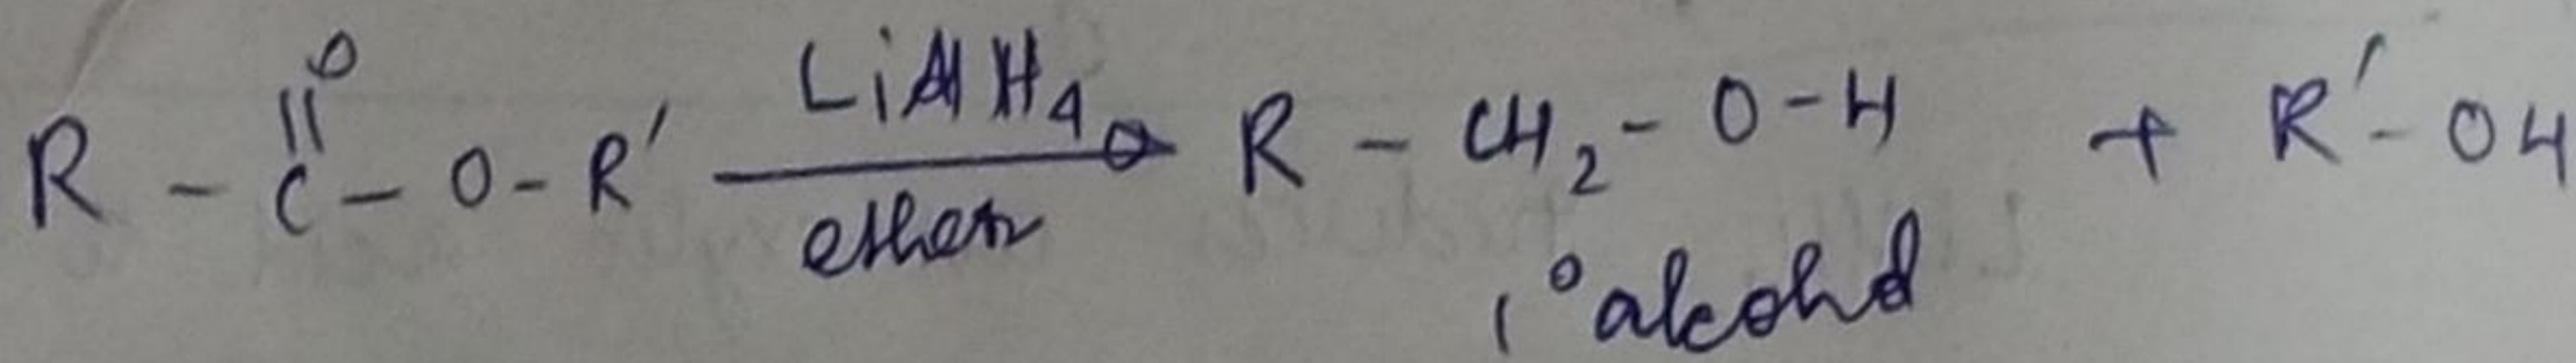 O
R - C - O - R' LiAlH4 R - CH2 - O - H + R' - OH
ether
1° alcohol